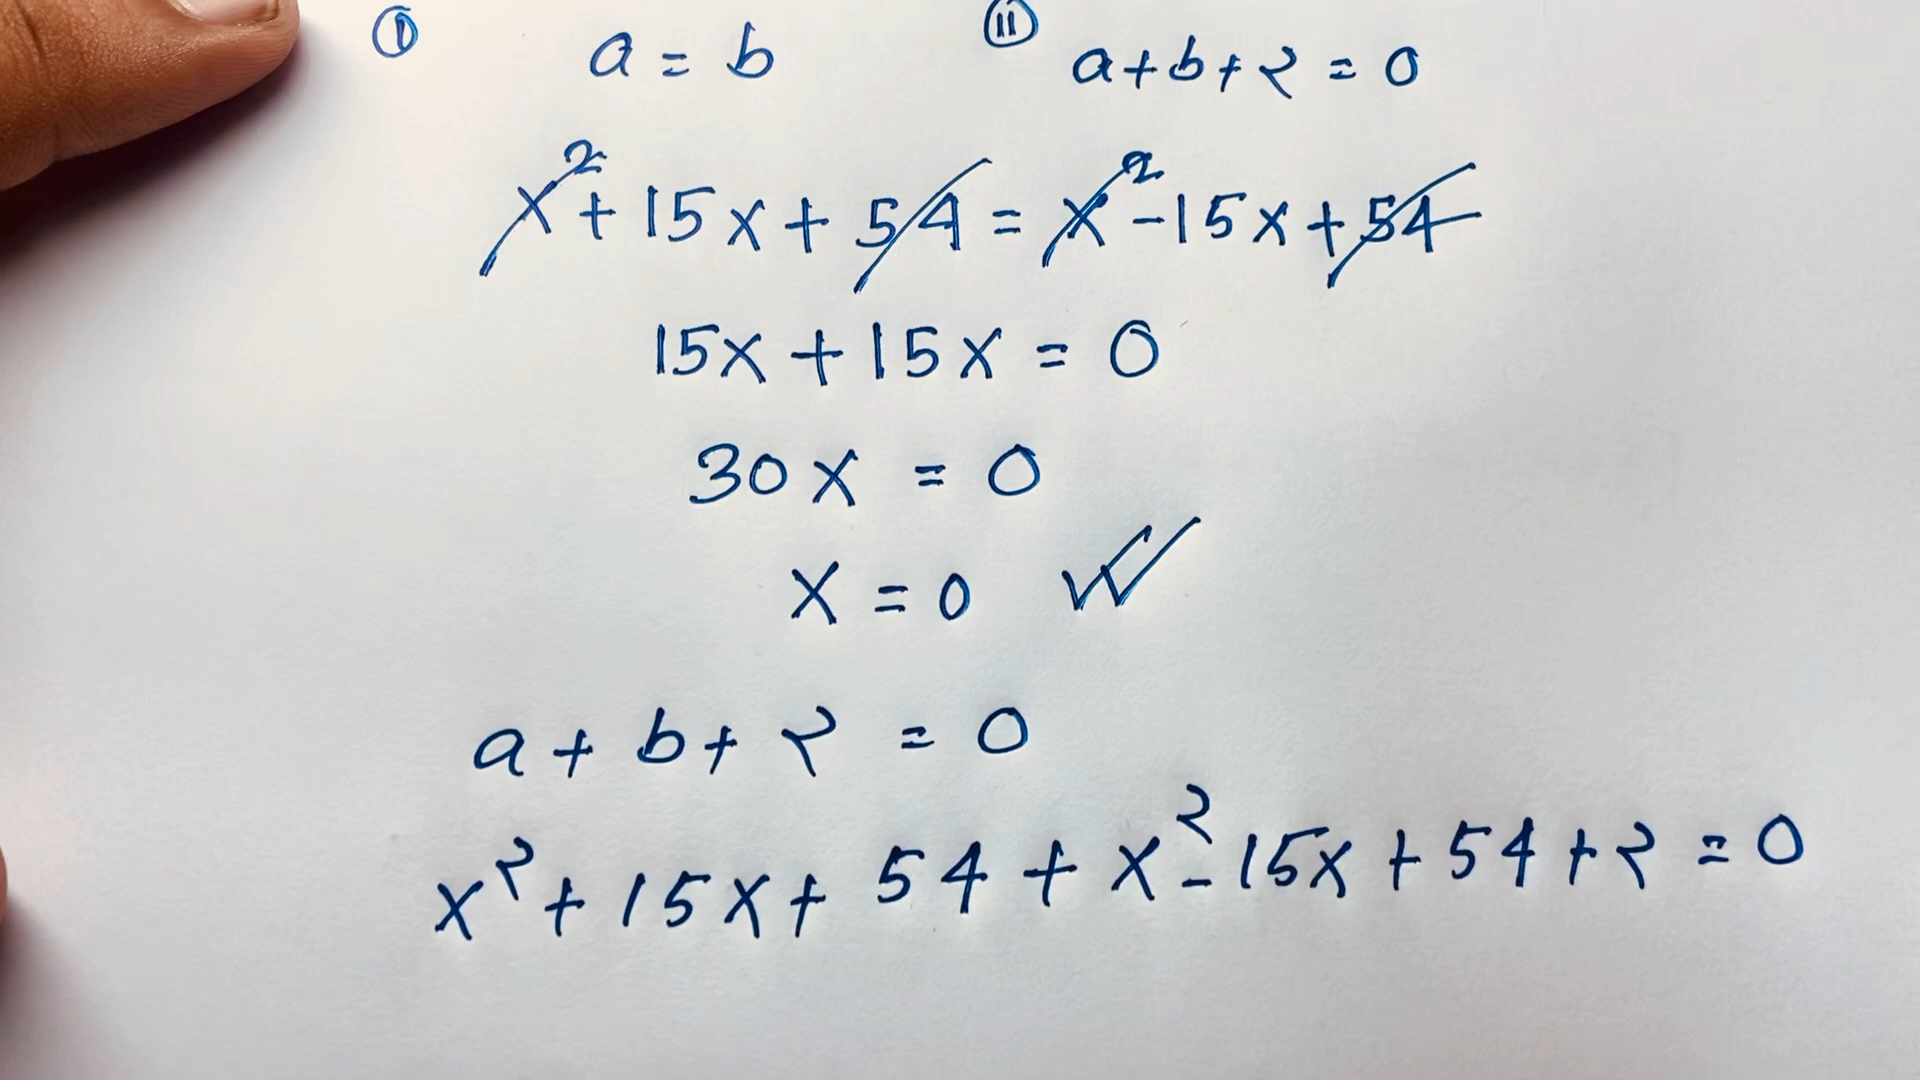 ① a = b ⑪ a+b+2 = 0
x²+15x+54 = x²-15x+54
15x+15x = 0
30x = 0
x = 0 ✓✓
a + b + 2 = 0
x²+15x+54+x²-15x+54+2=0